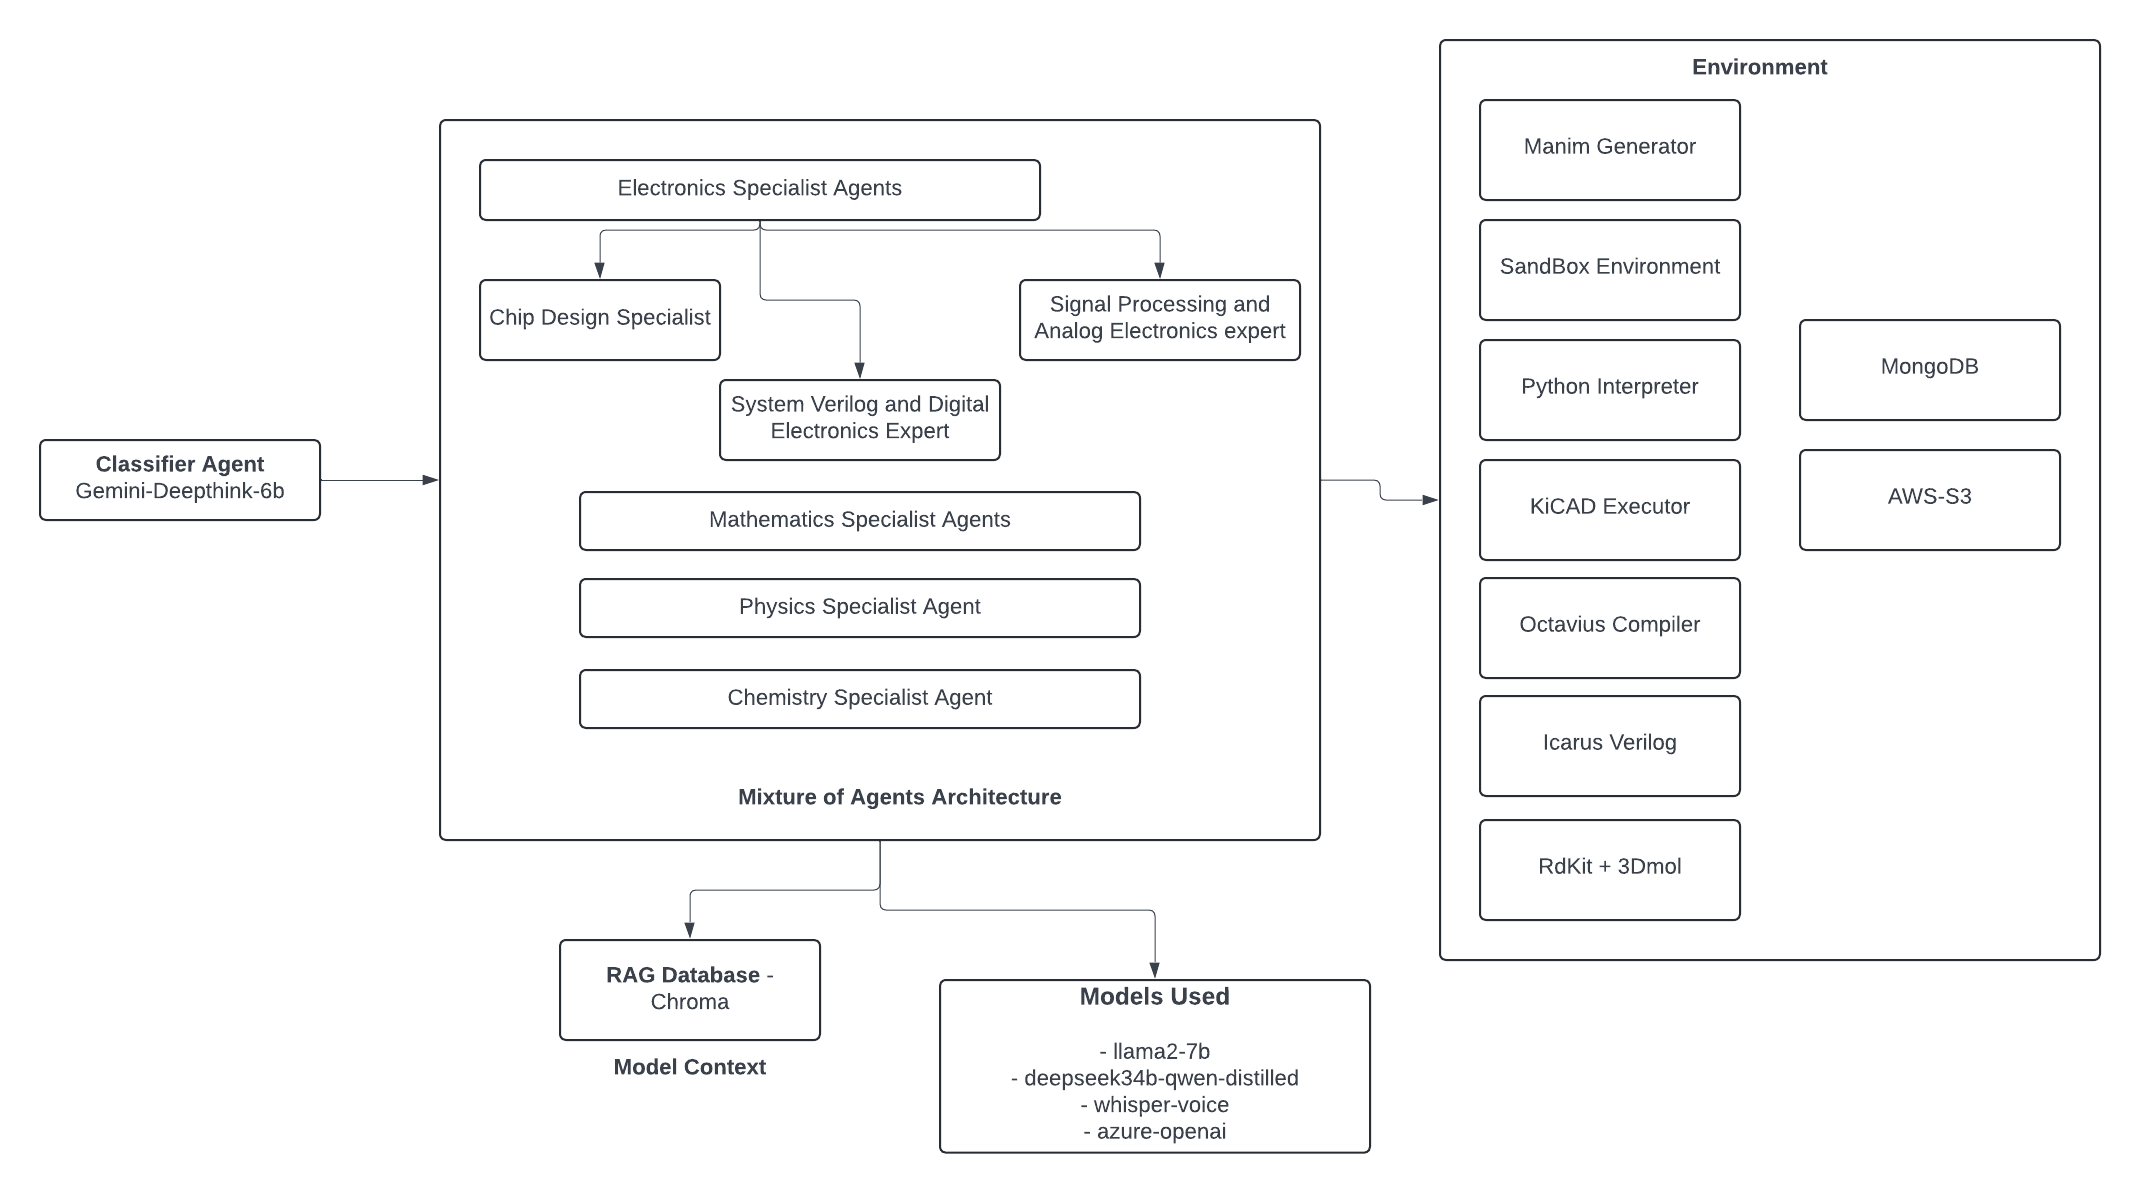 Environment
Manim Generator
SandBox Environment
Python Interpreter
KiCAD Executor
Octavius Compiler
Icarus Verilog
RdKit + 3Dmol
MongoDB
AWS-S3
Electronics Specialist Agents
Chip Design Specialist
Signal Processing and
Analog Electronics expert
System Verilog and Digital
Electronics Expert
Classifier Agent
Gemini-Deepthink-6b
Mathematics Specialist Agents
Physics Specialist Agent
Chemistry Specialist Agent
Mixture of Agents Architecture
RAG Database -
Chroma
Model Context
Models Used
- llama2-7b
- deepseek34b-qwen-distilled
- whisper-voice
- azure-openai